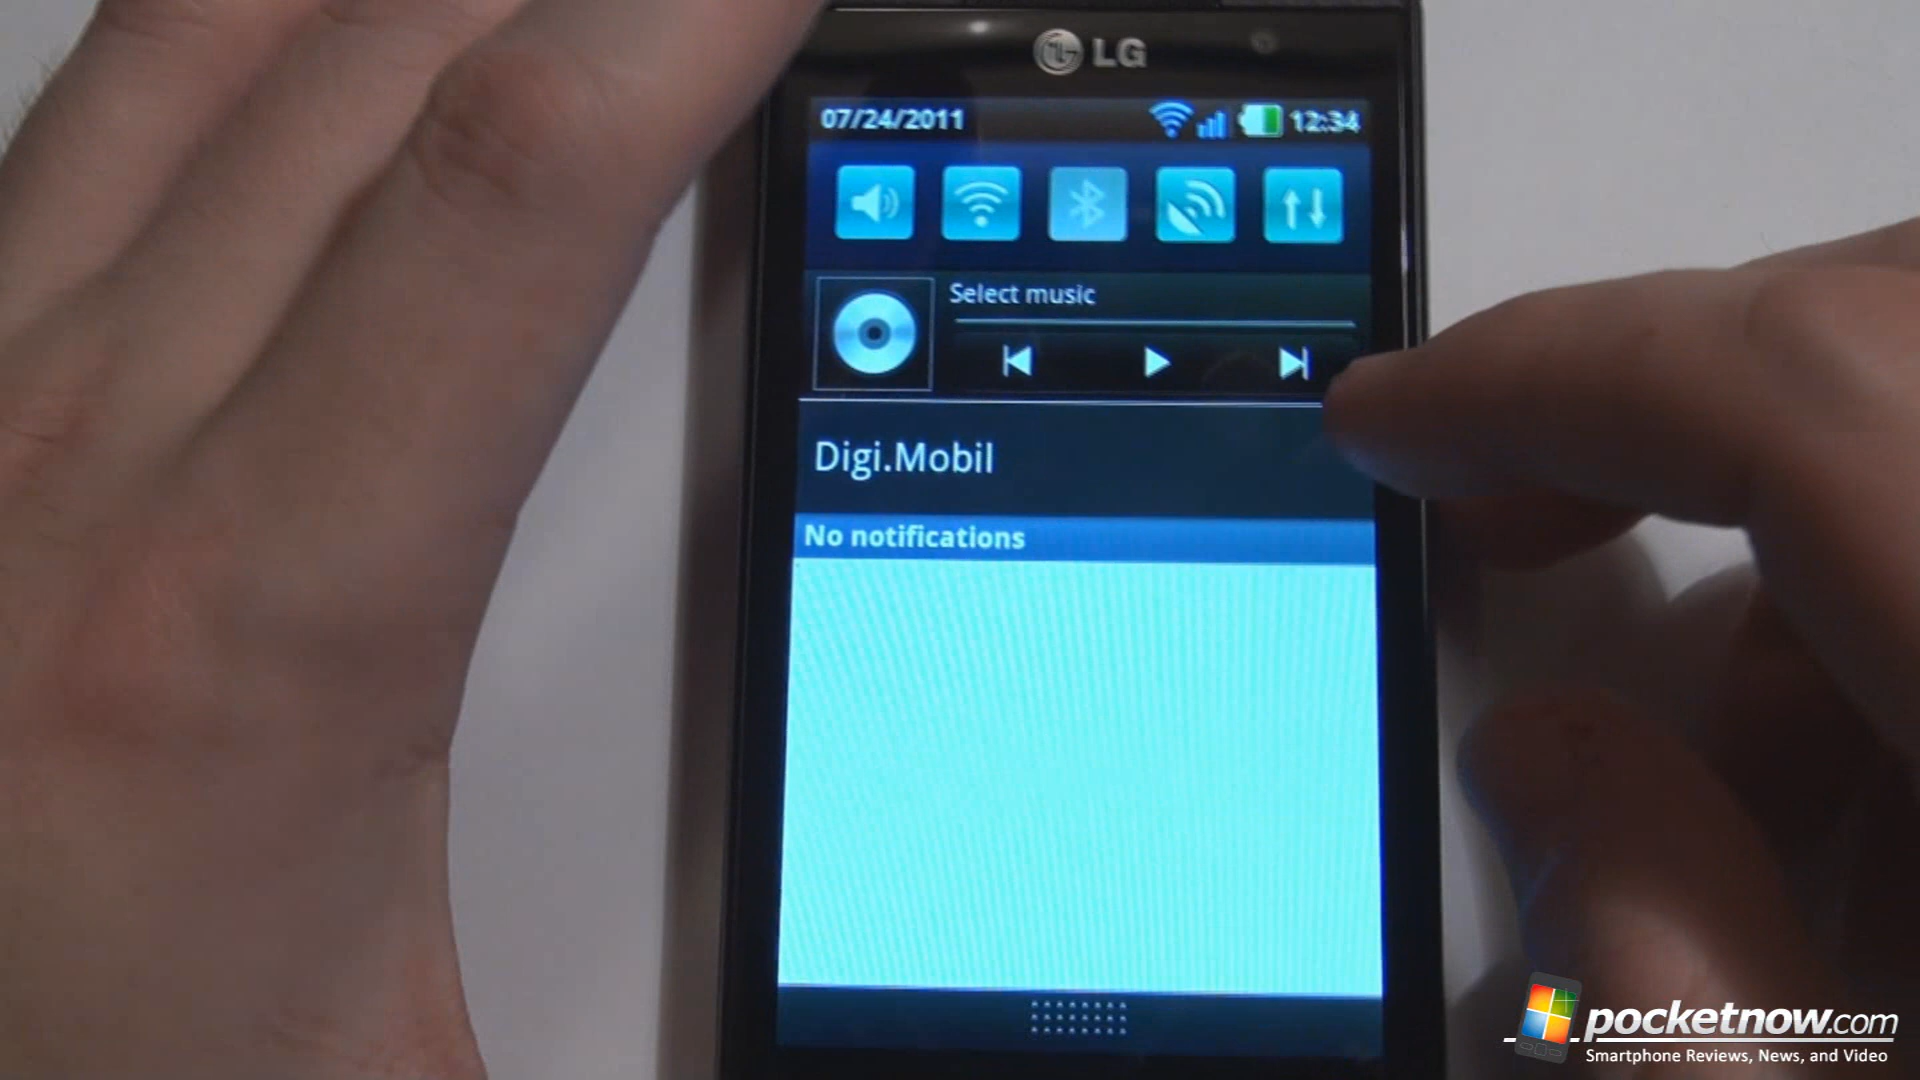 LG
07/24/2011 12:34
Select music
Digi.Mobil
No notifications
pocketnow.com
Smartphone Reviews, News, and Video